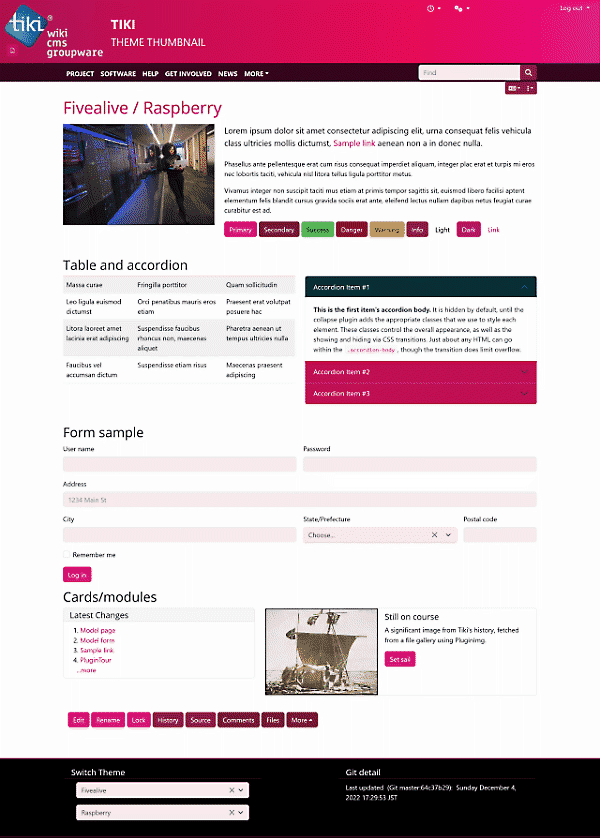 Log out
tiki
®
wiki
cms
groupware
TIKI
THEME THUMBNAIL
PROJECT SOFTWARE HELP GET INVOLVED NEWS MORE
Find
Fivealive / Raspberry
Lorem ipsum dolor sit amet consectetur adipiscing elit, urna consequat felis vehicula
class ultricies mollis dictumst, Sample link aenean non a in donec nulla.
Phasellus ante pellentesque erat cum risus consequat imperdiet aliquam, integer plac erat et turpis mi eros
nec lobortis taciti, vehicula nisl litora tellus ligula porttitor metus.
Vivamus integer non suscipit taciti mus etiam at primis tempor sagittis sit, euismod libero facilisi aptent
elementum felis blandit cursus gravida sociis erat ante, eleifend lectus nullam dapibus netus feugiat curae
curabitur est ad.
Primary Secondary Success Danger Warning Info Light Dark Link
Table and accordion
Massa curae Fringilla porttitor Quam sollicitudin
Leo ligula euismod Orci penatibus mauris eros Praesent erat volutpat
dictumst etiam posuere hac
Litora laoreet amet Suspendisse faucibus Pharetra aenean ut
lacinia erat adipiscing rhoncus non, maecenas tempus ultricies nulla
aliquet
Faucibus vel Suspendisse etiam risus Maecenas praesent
accumsan dictum adipiscing
Accordion Item #1
This is the first item's accordion body. It is hidden by default, until the
collapse plugin adds the appropriate classes that we use to style each
element. These classes control the overall appearance, as well as the
showing and hiding via CSS transitions. Just about any HTML can go
within the .accordion-body, though the transition does limit overflow.
Accordion Item #2
Accordion Item #3
Form sample
User name Password
Address
1234 Main St
City State/Prefecture Postal code
Choose...
Remember me
Log in
Cards/modules
Latest Changes
1. Model page
2. Model form
3. Sample link
4. PluginTour
...more
Still on course
A significant image from Tiki's history, fetched
from a file gallery using PluginImg.
Set sail
Edit Rename Lock History Source Comments Files More
Switch Theme
Fivealive
Raspberry
Git detail
Last updated (Git master:64c37b29) Sunday December 4,
2022 17:29:53 JST